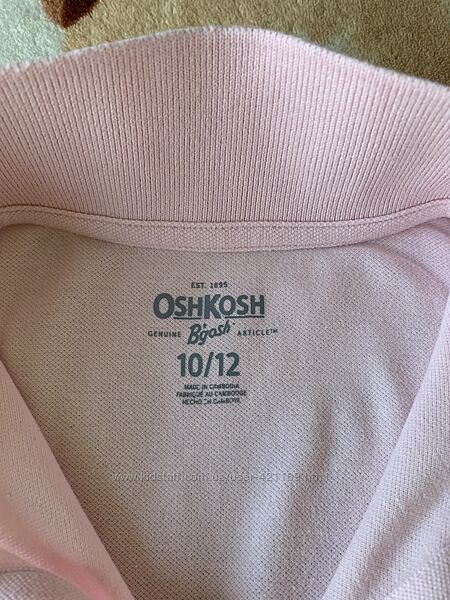 EST. 1895
OSHKOSH
GENUINE B'gosh ARTICLE™
10/12
MADE IN CAMBODIA
FABRIQUÉ AU CAMBODGE
HECHO EN CAMBOYA